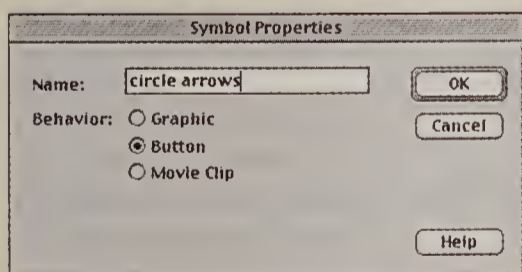 Symbol Properties
Name: circle arrows OK
Behavior: Graphic Cancel
Button
Movie Clip
Help